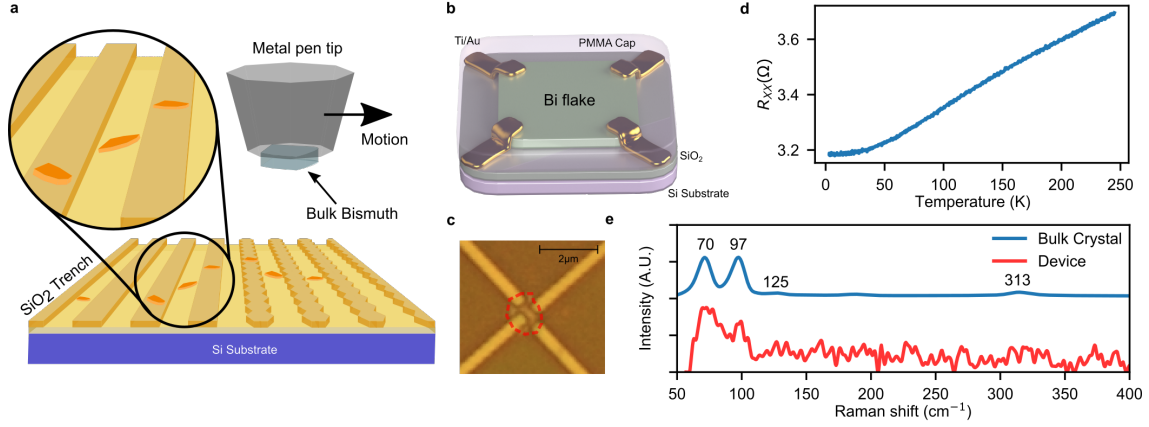 a
Metal pen tip
Motion
Bulk Bismuth
SiO₂ Trench
Si Substrate
b
Ti/Au
PMMA Cap
Bi flake
SiO₂
Si Substrate
c
2μm
d
R_XX(Ω)
3.6
3.4
3.2
0
50
100
150
200
250
Temperature (K)
e
Intensity (A.U.)
70
97
125
313
Bulk Crystal
Device
50
100
150
200
250
300
350
400
Raman shift (cm⁻¹)